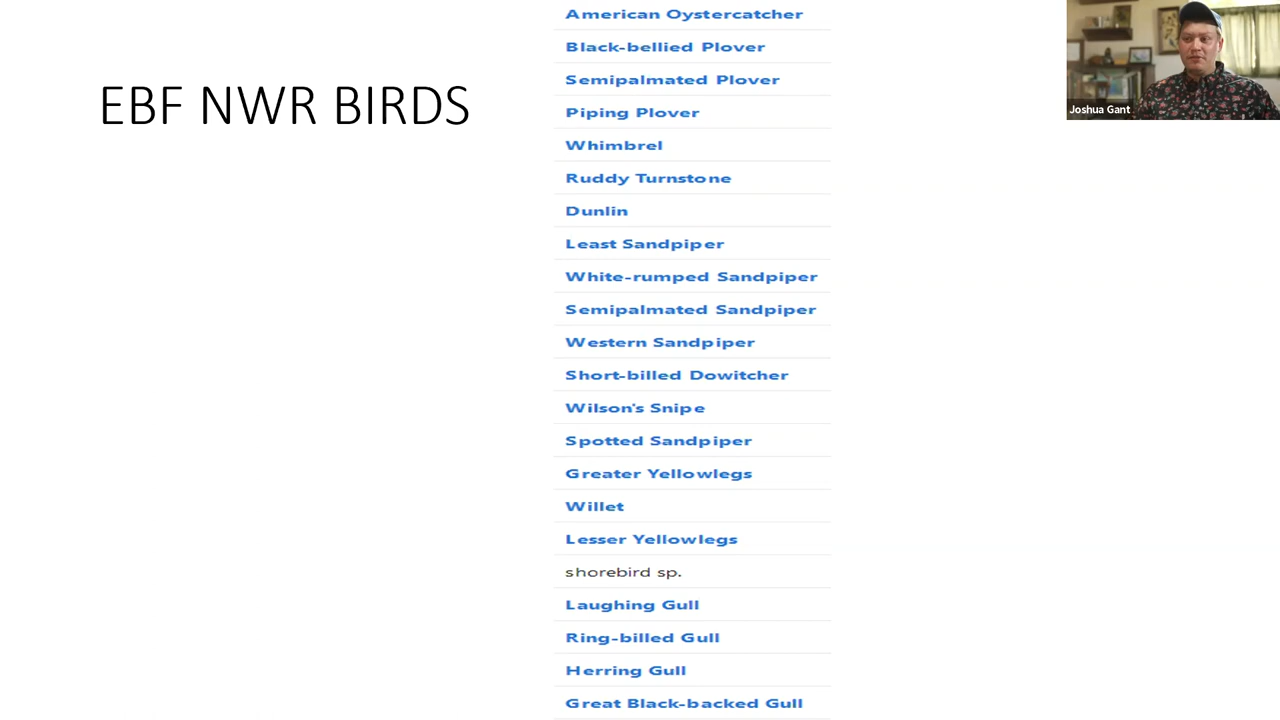 EBF NWR BIRDS
American Oystercatcher
Black-bellied Plover
Semipalmated Plover
Piping Plover
Whimbrel
Ruddy Turnstone
Dunlin
Least Sandpiper
White-rumped Sandpiper
Semipalmated Sandpiper
Western Sandpiper
Short-billed Dowitcher
Wilson's Snipe
Spotted Sandpiper
Greater Yellowlegs
Willet
Lesser Yellowlegs
shorebird sp.
Laughing Gull
Ring-billed Gull
Herring Gull
Great Black-backed Gull
Joshua Gant